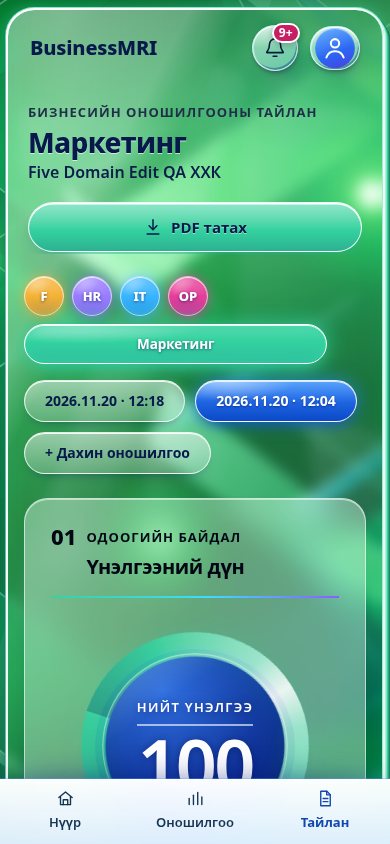 BusinessMRI
9+
БИЗНЕСИЙН ОНОШИЛГООНЫ ТАЙЛАН
Маркетинг
Five Domain Edit QA ХХК
PDF татах
F HR IT OP
Маркетинг
2026.11.20 · 12:18 2026.11.20 · 12:04
+ Дахин оношилгоо
01 ОДООГИЙН БАЙДАЛ
Үнэлгээний дүн
НИЙТ ҮНЭЛГЭЭ
100
Нүүр Оношилгоо Тайлан